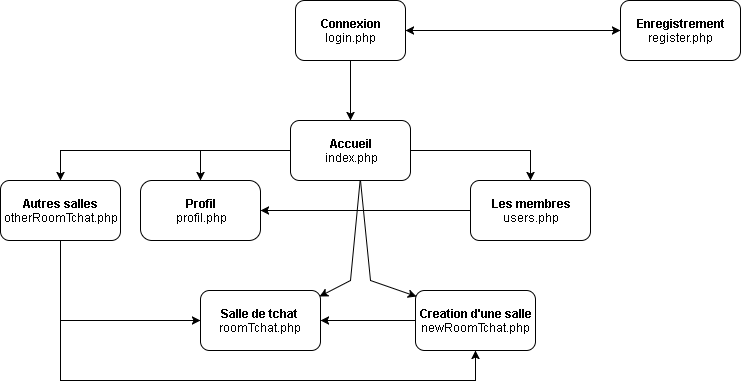 Connexion
login.php
Enregistrement
register.php
Accueil
index.php
Autres salles
otherRoomTchat.php
Profil
profil.php
Les membres
users.php
Salle de tchat
roomTchat.php
Creation d'une salle
newRoomTchat.php